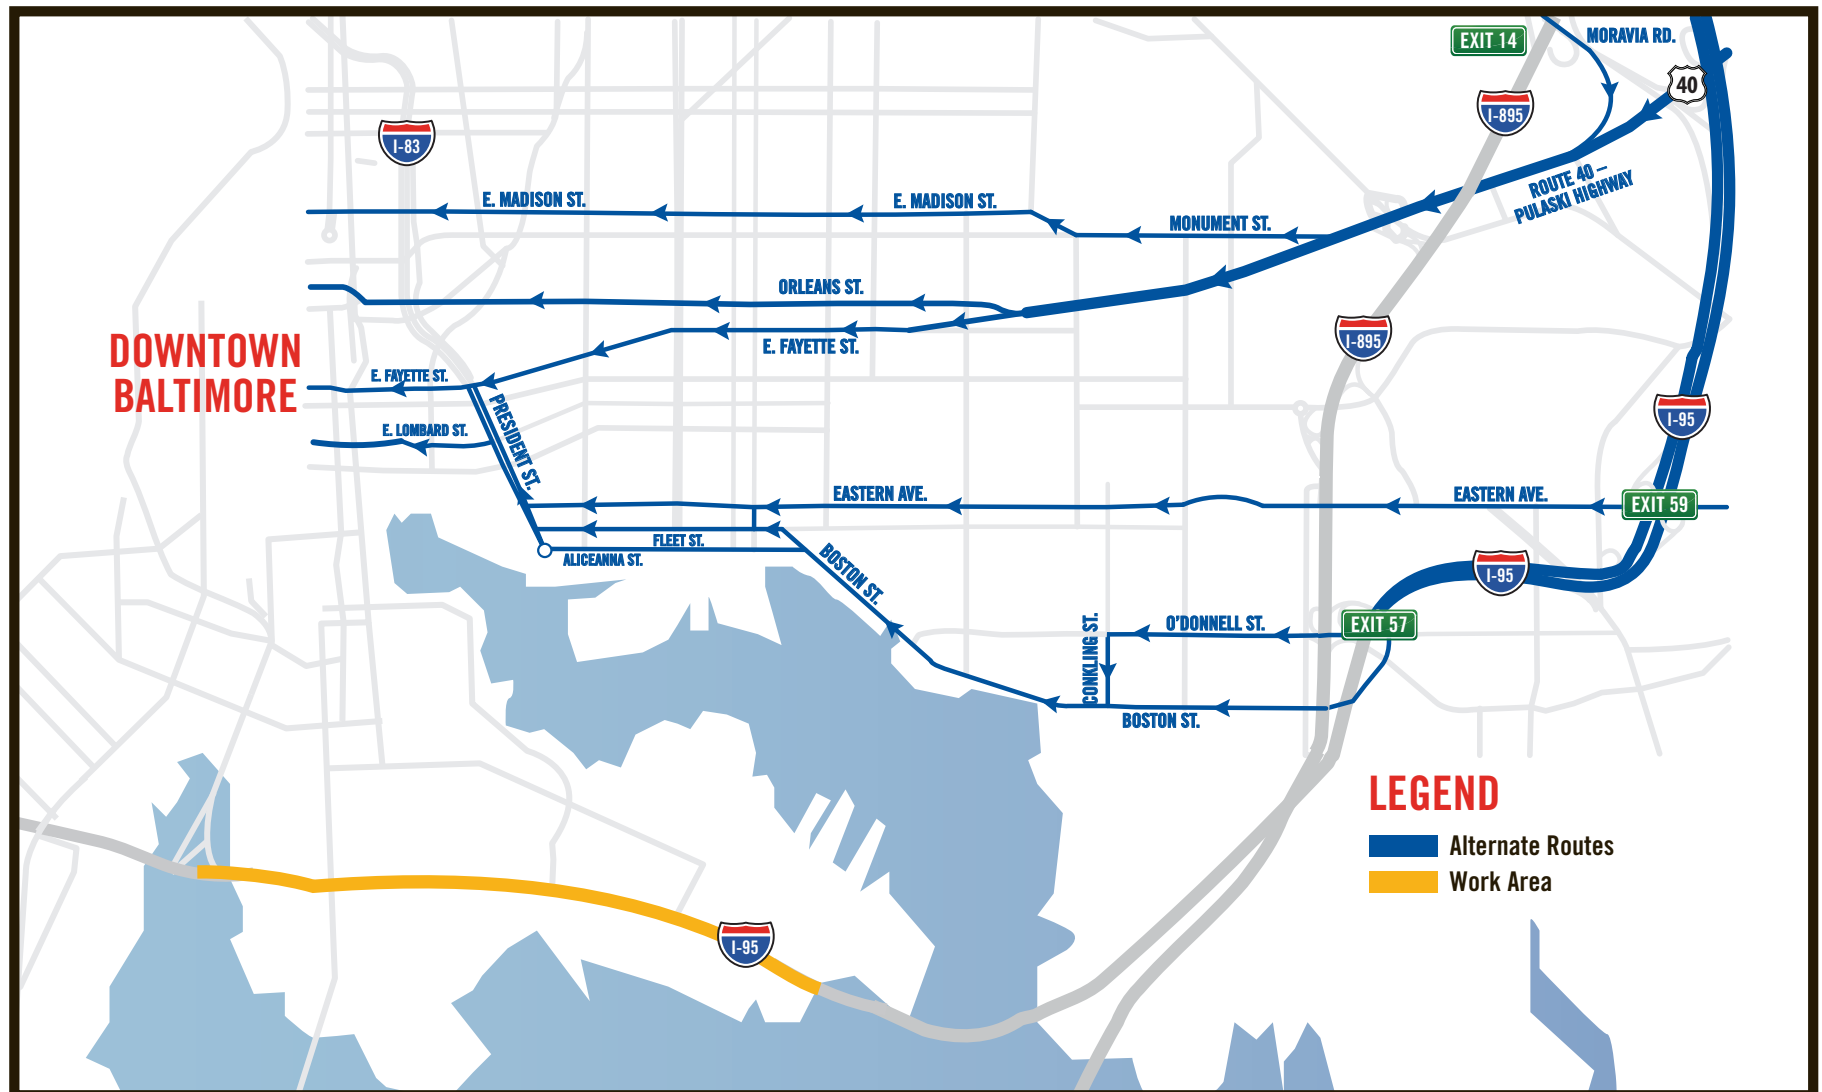 EXIT 14
MORAVIA RD.
40
I-895
I-83
ROUTE 40 –
PULASKI HIGHWAY
E. MADISON ST.
E. MADISON ST.
MONUMENT ST.
ORLEANS ST.
E. FAYETTE ST.
I-895
DOWNTOWN
BALTIMORE
E. FAYETTE ST.
PRESIDENT ST.
E. LOMBARD ST.
I-95
EASTERN AVE.
EASTERN AVE.
EXIT 59
FLEET ST.
ALICEANNA ST.
BOSTON ST.
I-95
CONKLING ST.
O'DONNELL ST.
EXIT 57
BOSTON ST.
LEGEND
Alternate Routes
Work Area
I-95